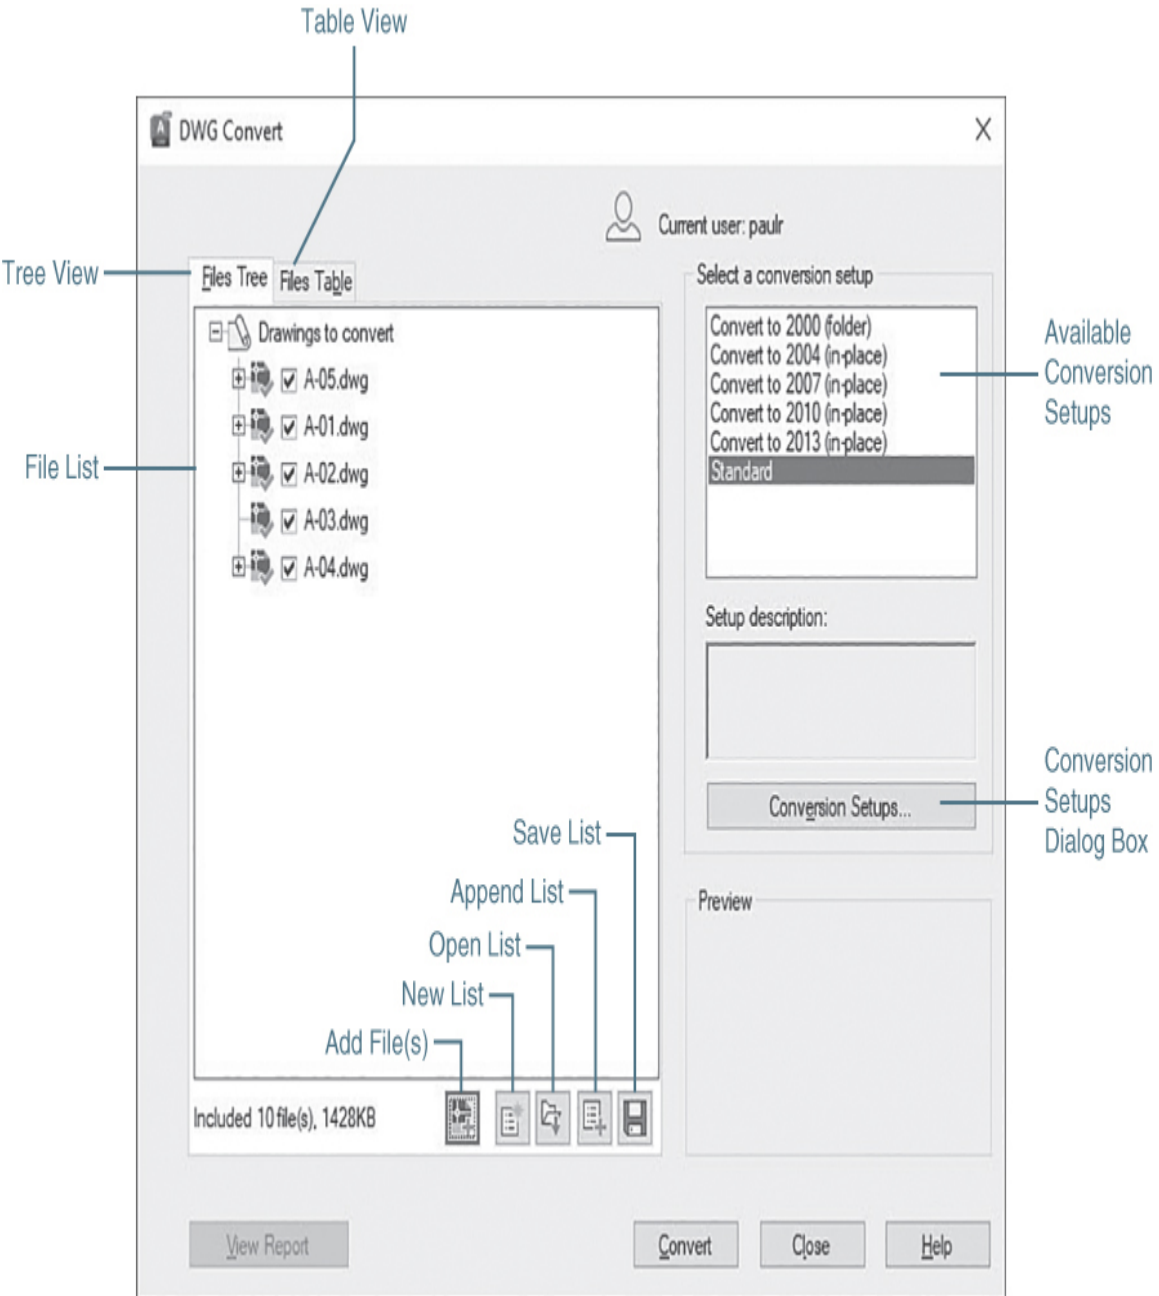 Table View
DWG Convert
Current user: paulr
Tree View
Files Tree
Files Table
Select a conversion setup
Drawings to convert
A-05.dwg
A-01.dwg
A-02.dwg
A-03.dwg
A-04.dwg
File List
Convert to 2000 (folder)
Convert to 2004 (in-place)
Convert to 2007 (in-place)
Convert to 2010 (in-place)
Convert to 2013 (in-place)
Standard
Available
Conversion
Setups
Setup description:
Conversion Setups...
Conversion
Setups
Dialog Box
Save List
Append List
Open List
New List
Add File(s)
Preview
Included 10 file(s), 1428KB
View Report
Convert
Close
Help